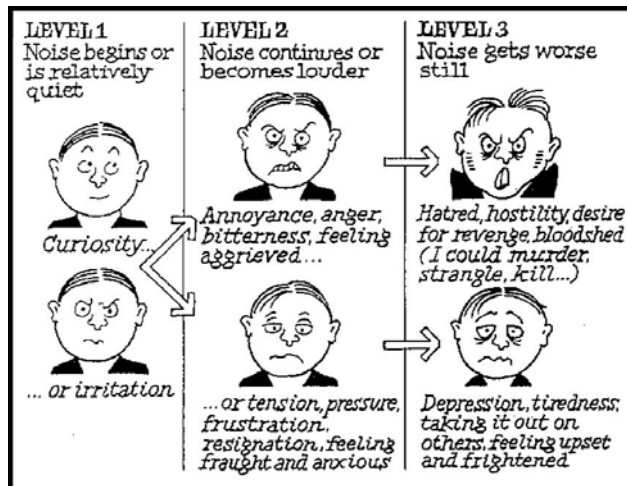 LEVEL 1
Noise begins or
is relatively
quiet
Curiosity...
... or irritation
LEVEL 2
Noise continues or
becomes louder
Annoyance, anger,
bitterness, feeling
aggrieved ...
...or tension, pressure,
frustration,
resignation, feeling
fraught and anxious
LEVEL 3
Noise gets worse
still
Hatred, hostility, desire
for revenge, bloodshed
(I could murder,
strangle, kill...)
Depression, tiredness,
taking it out on
others, feeling upset
and frightened